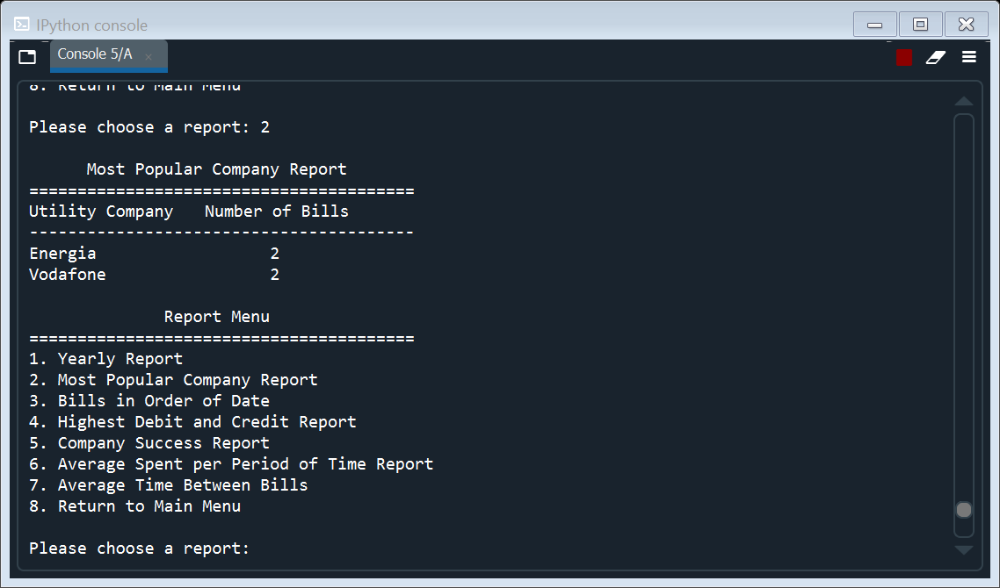 IPython console
Console 5/A
8. Return to Main Menu
Please choose a report: 2
Most Popular Company Report
========================================
Utility Company   Number of Bills
----------------------------------------
Energia                  2
Vodafone                 2
Report Menu
========================================
1. Yearly Report
2. Most Popular Company Report
3. Bills in Order of Date
4. Highest Debit and Credit Report
5. Company Success Report
6. Average Spent per Period of Time Report
7. Average Time Between Bills
8. Return to Main Menu
Please choose a report: